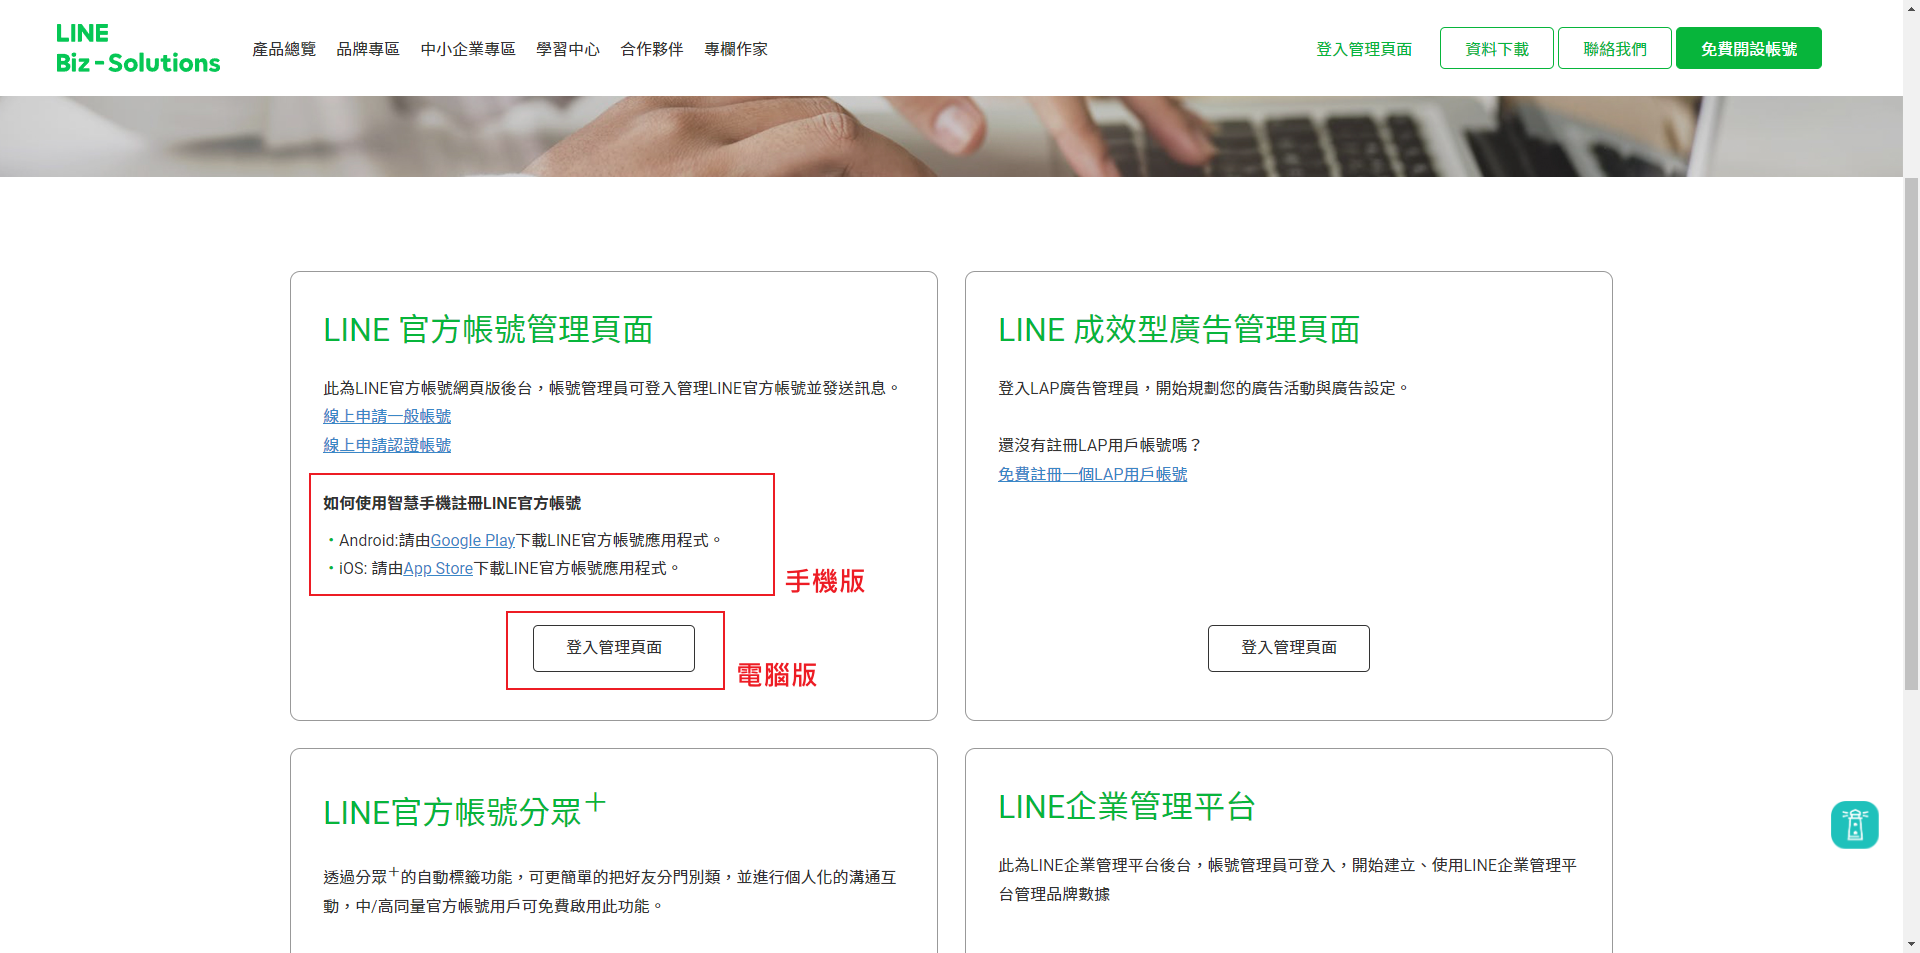 LINE
Biz-Solutions
產品總覽 品牌專區 中小企業專區 學習中心 合作夥伴 專欄作家
登入管理頁面 資料下載 聯絡我們 免費開設帳號
LINE 官方帳號管理頁面
此為LINE官方帳號網頁版後台，帳號管理員可登入管理LINE官方帳號並發送訊息。
線上申請一般帳號
線上申請認證帳號
如何使用智慧手機註冊LINE官方帳號
• Android:請由Google Play下載LINE官方帳號應用程式。
• iOS: 請由App Store下載LINE官方帳號應用程式。
手機版
登入管理頁面
電腦版
LINE 成效型廣告管理頁面
登入LAP廣告管理員，開始規劃您的廣告活動與廣告設定。
還沒有註冊LAP用戶帳號嗎？
免費註冊一個LAP用戶帳號
登入管理頁面
LINE官方帳號分眾+
透過分眾+的自動標籤功能，可更簡單的把好友分門別類，並進行個人化的溝通互
動，中/高同量官方帳號用戶可免費啟用此功能。
LINE企業管理平台
此為LINE企業管理平台後台，帳號管理員可登入，開始建立、使用LINE企業管理平
台管理品牌數據